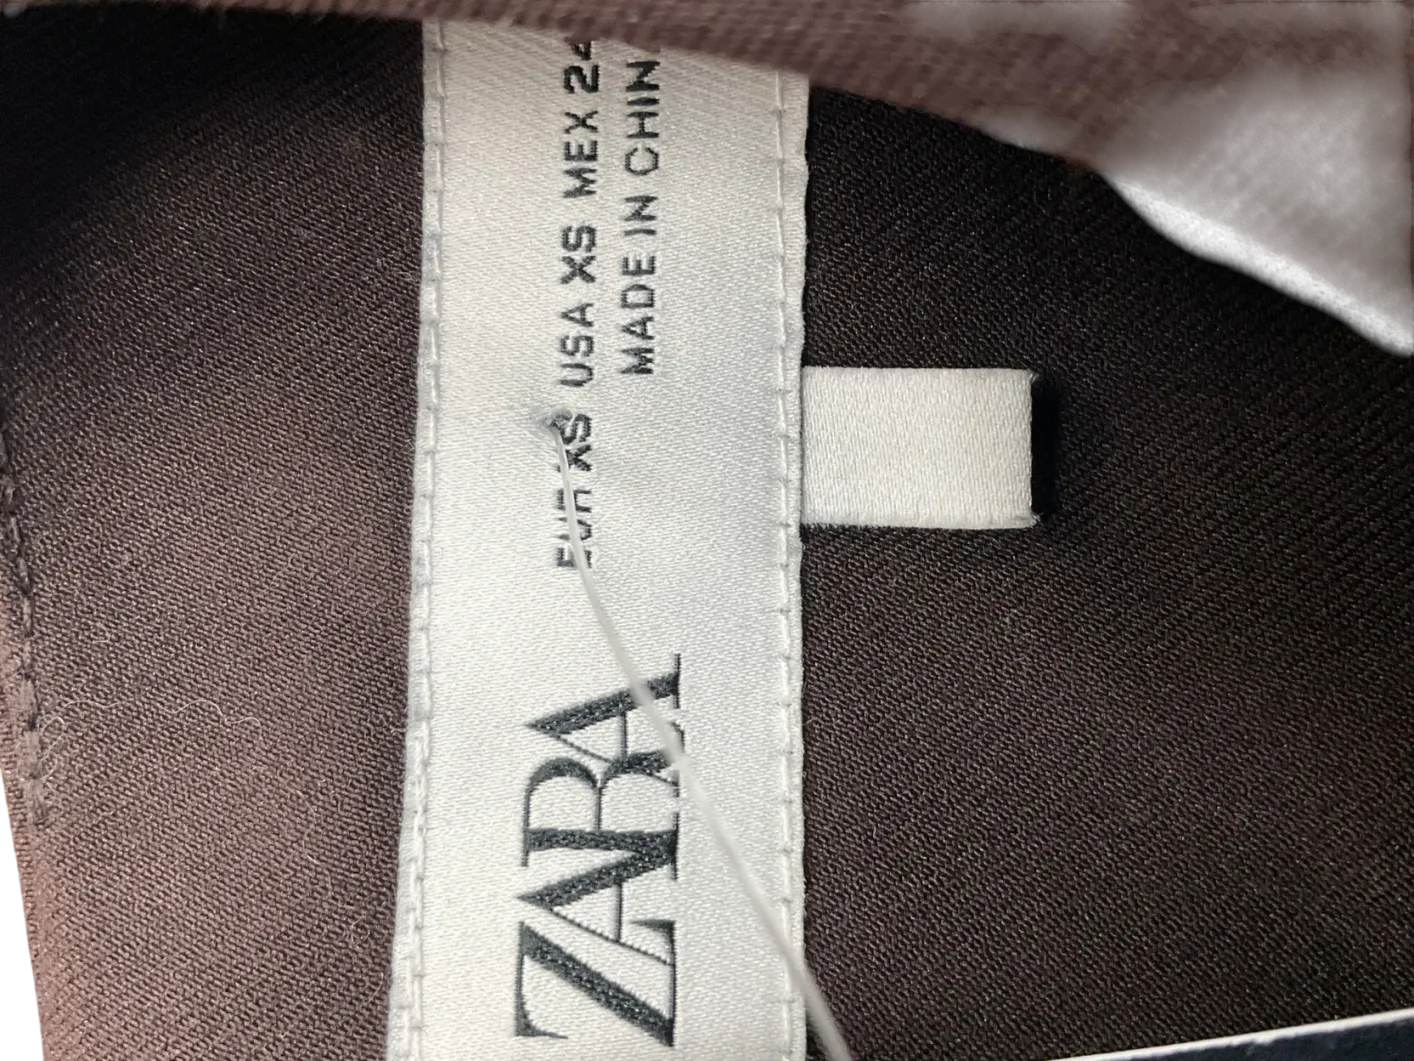 ZARA
EUR XS USA XS MEX 24
MADE IN CHIN